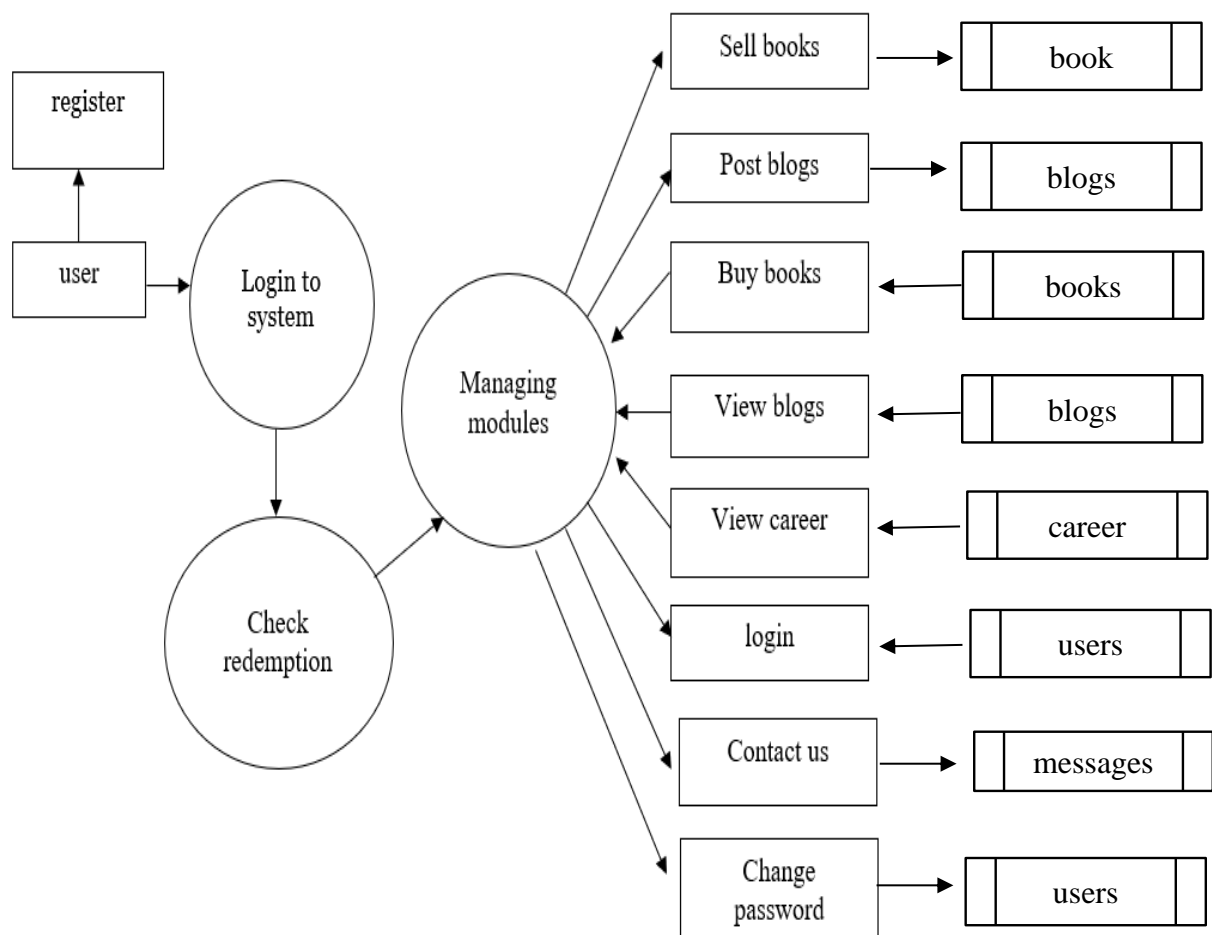 register
user
Login to
system
Check
redemption
Managing
modules
Sell books
book
Post blogs
blogs
Buy books
books
View blogs
blogs
View career
career
login
users
Contact us
messages
Change
password
users